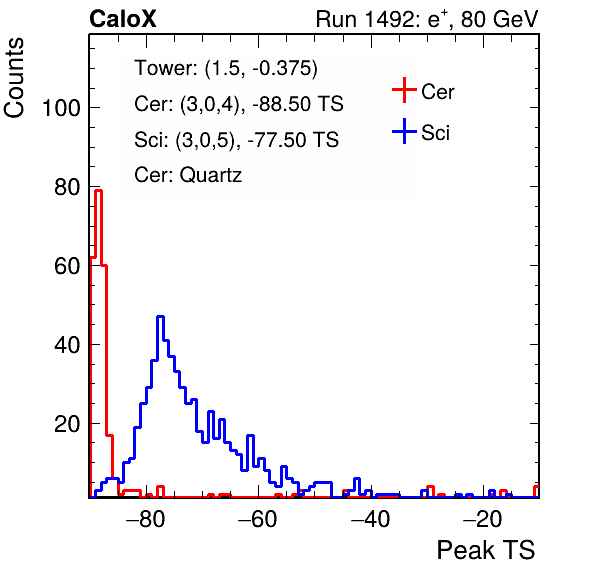 CaloX
Run 1492: e+, 80 GeV
Counts
Tower: (1.5, -0.375)
Cer: (3,0,4), -88.50 TS
Sci: (3,0,5), -77.50 TS
Cer: Quartz
Cer
Sci
100
80
60
40
20
−80
−60
−40
−20
Peak TS